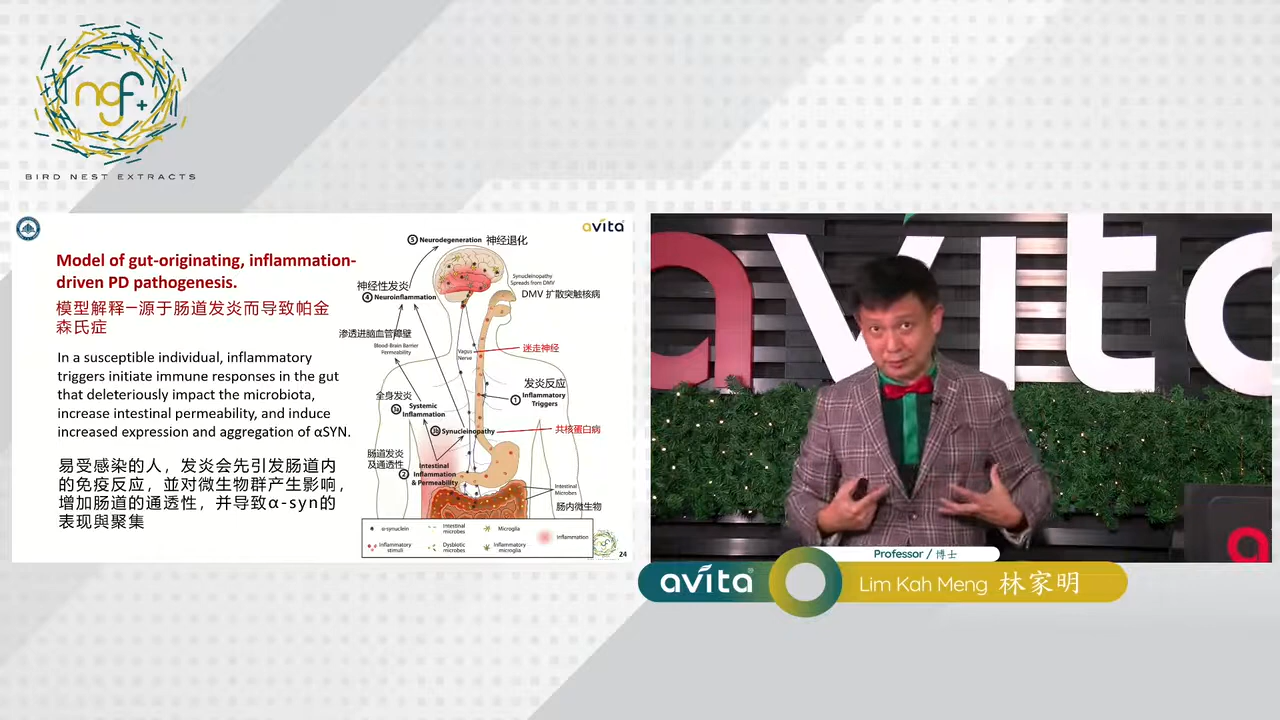 ngf+
BIRD NEST EXTRACTS
avita
Model of gut-originating, inflammation-
driven PD pathogenesis.
模型解释–源于肠道发炎而导致帕金
森氏症
In a susceptible individual, inflammatory
triggers initiate immune responses in the gut
that deleteriously impact the microbiota,
increase intestinal permeability, and induce
increased expression and aggregation of αSYN.
易受感染的人，发炎会先引发肠道内
的免疫反应，並对微生物群产生影响，
增加肠道的通透性，并导致α-syn的
表现與聚集
5 Neurodegeneration 神经退化
Synucleinopathy
Spreads from DMV
DMV 扩散突触核病
神经性发炎
4 Neuroinflammation
渗透进脑血管障壁
Blood-Brain Barrier
Permeability
Vagus
Nerve
迷走神经
发炎反应
1 Inflammatory
Triggers
全身发炎
3a Systemic
Inflammation
3b Synucleinopathy
共核蛋白病
肠道发炎
及通透性
2 Intestinal
Inflammation
& Permeability
Intestinal
Microbes
肠内微生物
α-synuclein
Intestinal
microbes
Microglia
Inflammation
Inflammatory
stimuli
Dysbiotic
microbes
Inflammatory
microglia
24
avita
a
Professor / 博士
avita
Lim Kah Meng 林家明